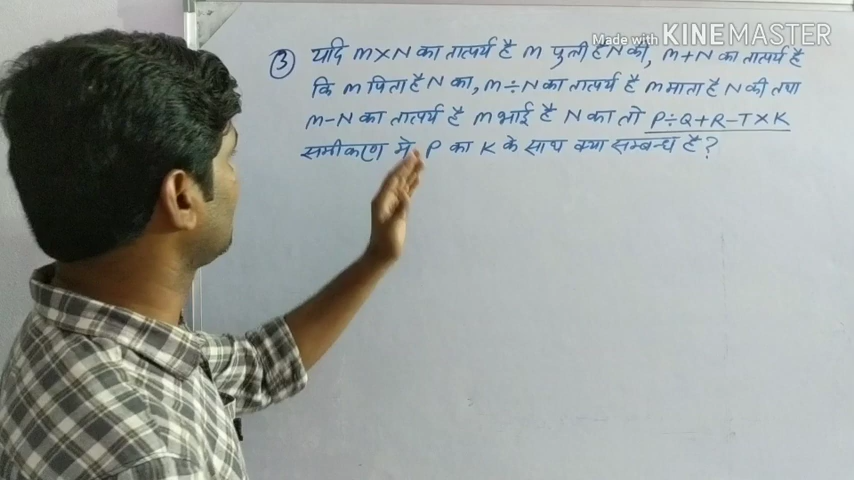 Made with KINEMASTER
③ यदि M×N का तात्पर्य है M पुत्री है N की, M+N का तात्पर्य है
कि M पिता है N का, M÷N का तात्पर्य है M माता है N की तथा
M-N का तात्पर्य है M भाई है N का तो P÷Q+R-T×K
समीकरण मे P का K के साथ क्या सम्बन्ध है?